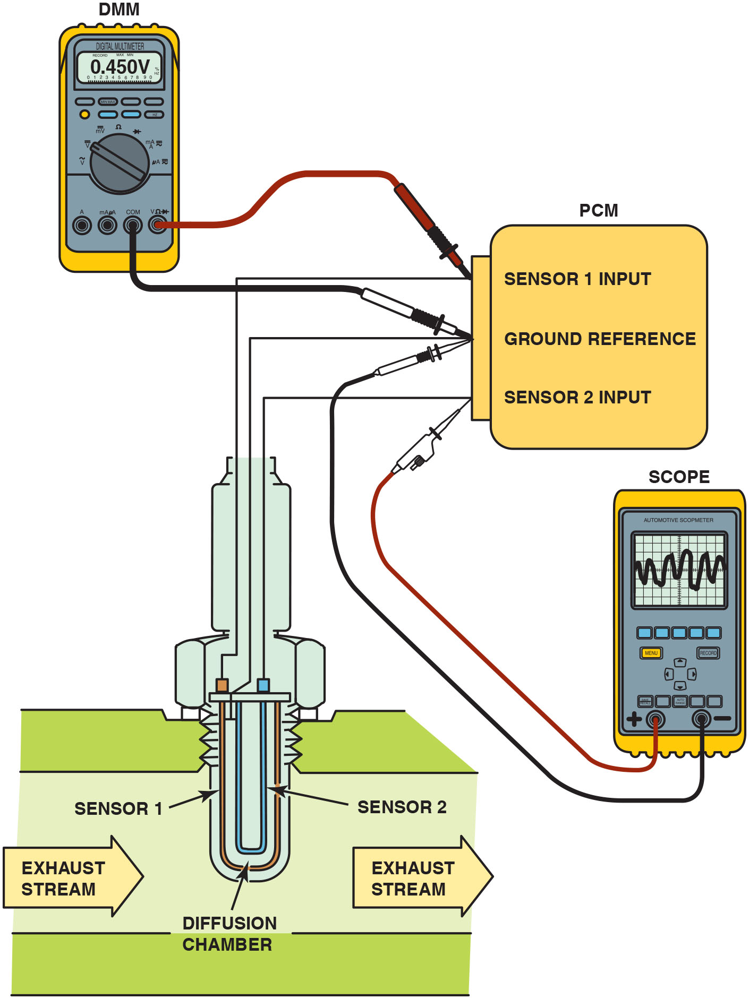 DMM
DIGITAL MULTIMETER
RECORD MAX MIN
0.450V
%
HZ
0 1 2 3 4 5 6 7 8 9 0
MIN MAX
HZ
mV
Ω
V
mA
A
V
µA
A
mAµA
COM
VΩ
PCM
SENSOR 1 INPUT
GROUND REFERENCE
SENSOR 2 INPUT
SCOPE
AUTOMOTIVE SCOPMETER
MENU
RECORD
SAVE
RECALL
AUTO
RANGE
+
−
SENSOR 1
SENSOR 2
EXHAUST
STREAM
EXHAUST
STREAM
DIFFUSION
CHAMBER